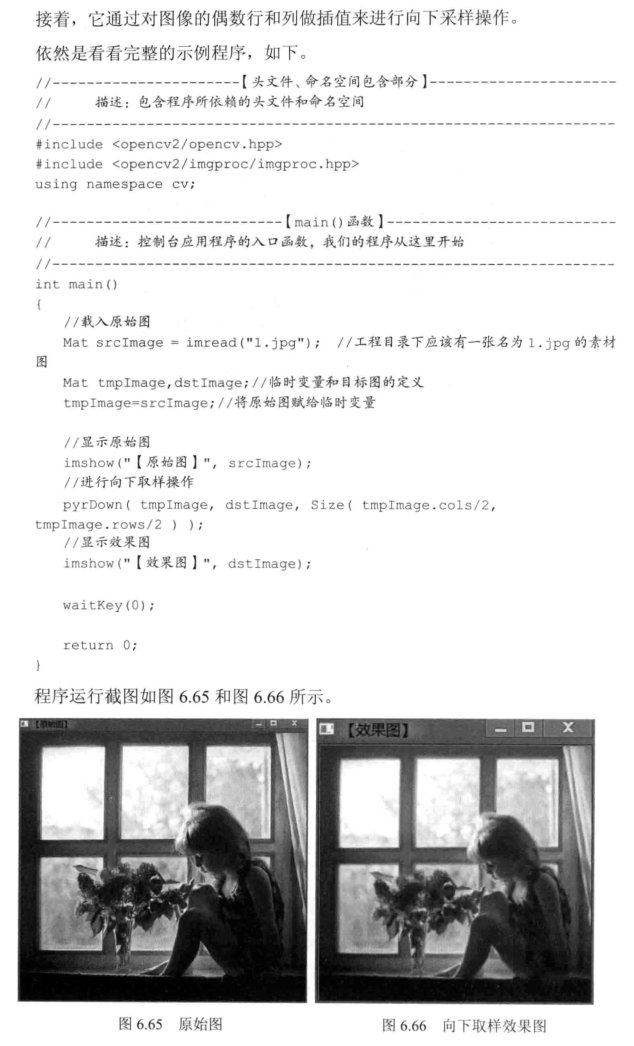 接着，它通过对图像的偶数行和列做插值来进行向下采样操作。
依然是看看完整的示例程序，如下。
//----------------------【头文件、命名空间包含部分】----------------------
//     描述：包含程序所依赖的头文件和命名空间
//------------------------------------------------------------------
#include <opencv2/opencv.hpp>
#include <opencv2/imgproc/imgproc.hpp>
using namespace cv;
//---------------------------【main()函数】---------------------------
//     描述：控制台应用程序的入口函数，我们的程序从这里开始
//------------------------------------------------------------------
int main()
{
//载入原始图
Mat srcImage = imread("1.jpg");  //工程目录下应该有一张名为 1.jpg 的素材
图
Mat tmpImage,dstImage;//临时变量和目标图的定义
tmpImage=srcImage;//将原始图赋给临时变量
//显示原始图
imshow("【原始图】", srcImage);
//进行向下取样操作
pyrDown( tmpImage, dstImage, Size( tmpImage.cols/2,
tmpImage.rows/2 ) );
//显示效果图
imshow("【效果图】", dstImage);
waitKey(0);
return 0;
}
程序运行截图如图 6.65 和图 6.66 所示。
【原始图】
【效果图】
图 6.65 原始图
图 6.66 向下取样效果图